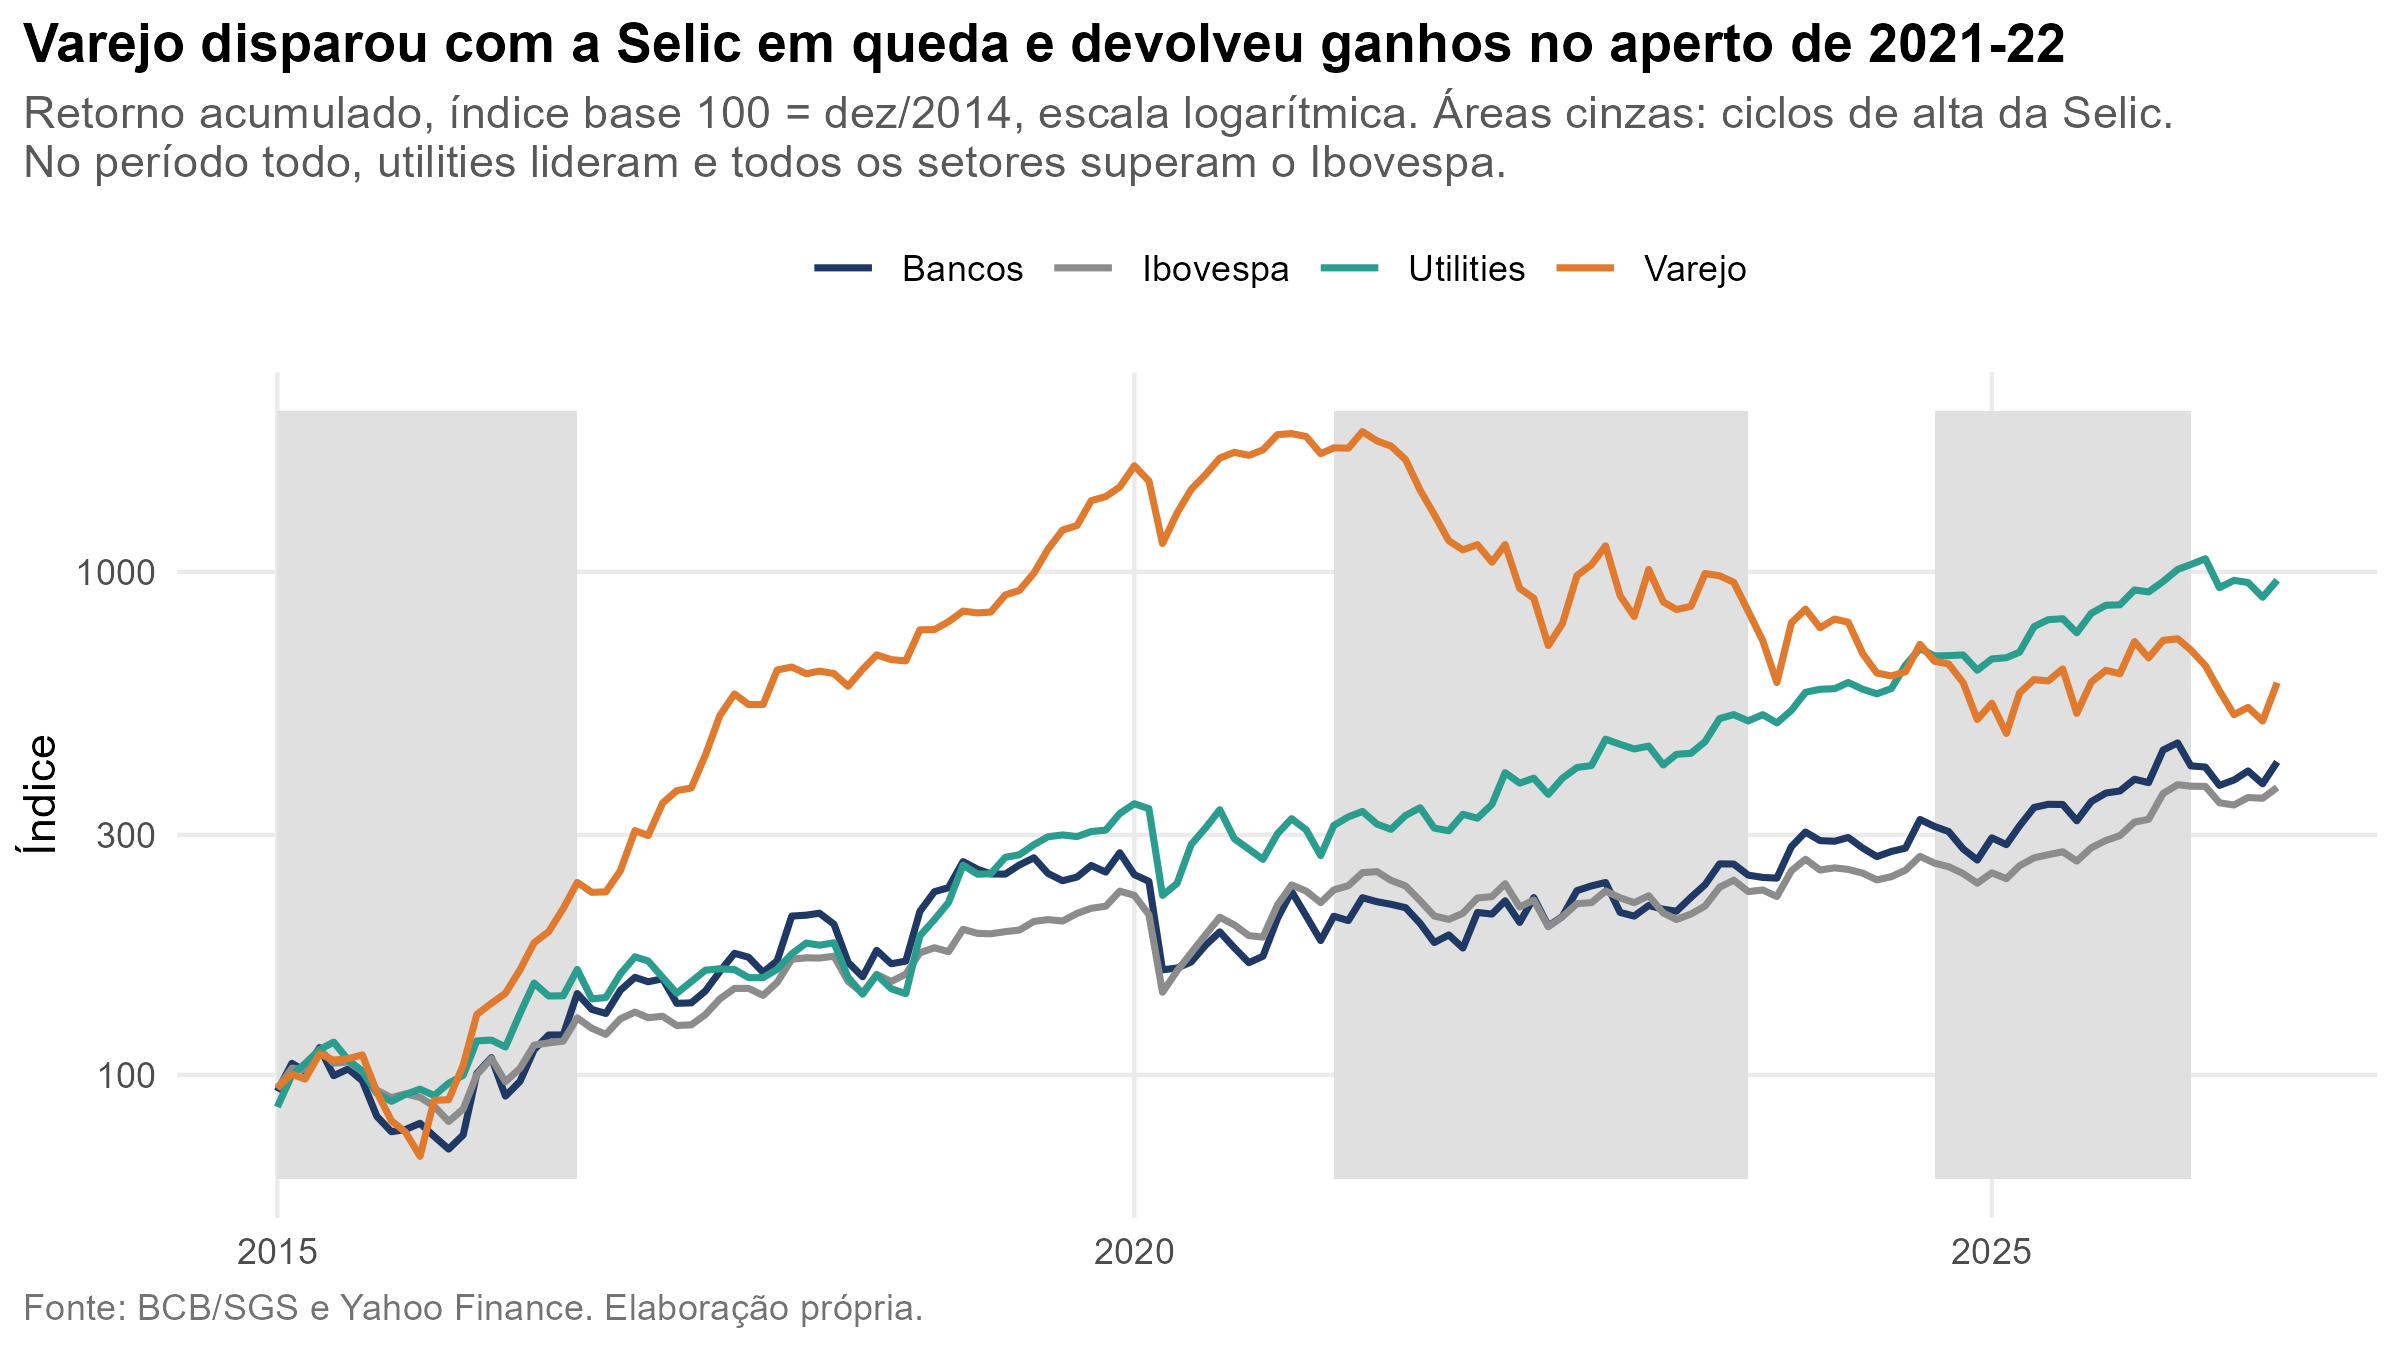 Varejo disparou com a Selic em queda e devolveu ganhos no aperto de 2021-22
Retorno acumulado, índice base 100 = dez/2014, escala logarítmica. Áreas cinzas: ciclos de alta da Selic.
No período todo, utilities lideram e todos os setores superam o Ibovespa.
Bancos Ibovespa Utilities Varejo
Índice
1000
300
100
2015 2020 2025
Fonte: BCB/SGS e Yahoo Finance. Elaboração própria.